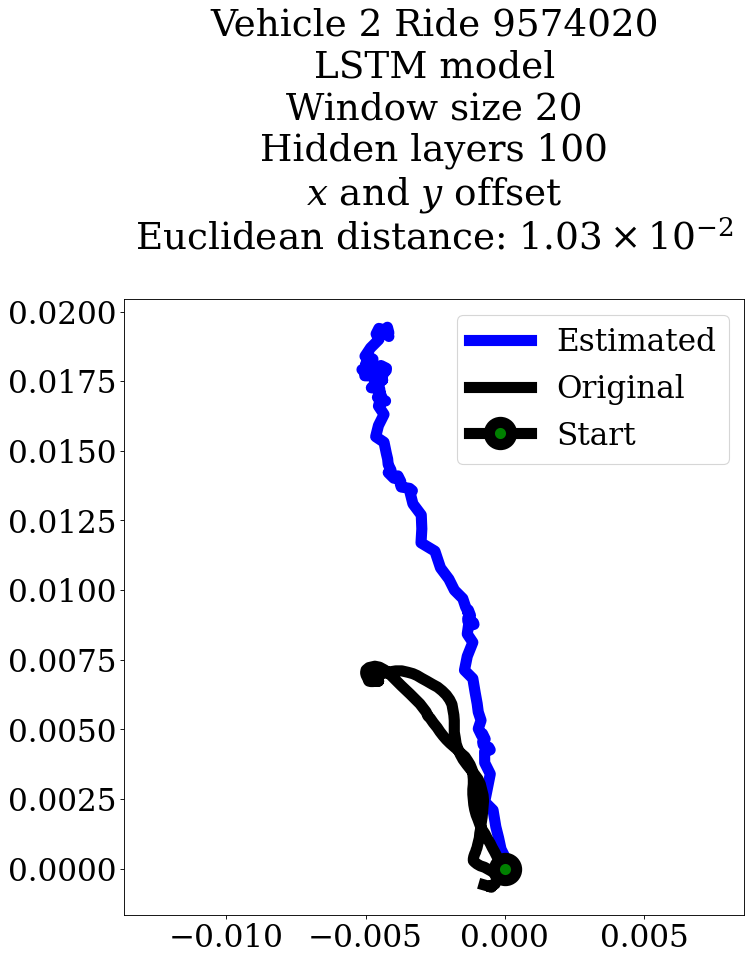 Vehicle 2 Ride 9574020
LSTM model
Window size 20
Hidden layers 100
x and y offset
Euclidean distance: 1.03 × 10⁻²
Estimated
Original
Start
0.0200
0.0175
0.0150
0.0125
0.0100
0.0075
0.0050
0.0025
0.0000
−0.010 −0.005 0.000 0.005